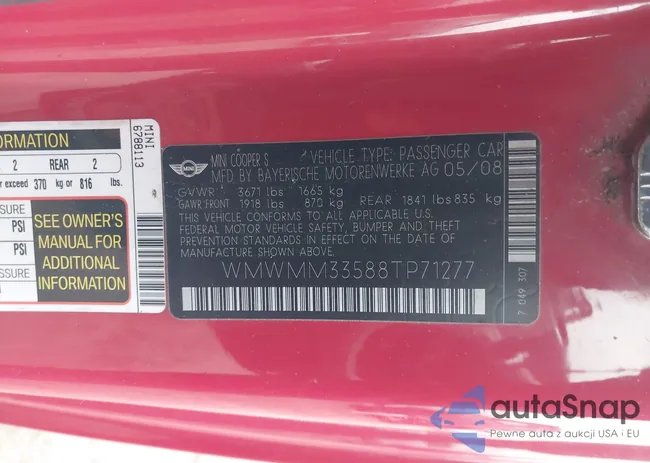 ORMATION
2 REAR 2
r exceed 370 kg or 816 lbs.
SSURE
PSI
SSURE
PSI
SEE OWNER'S
MANUAL FOR
ADDITIONAL
INFORMATION
MINI
6788113
MINI
MINI COOPER S VEHICLE TYPE: PASSENGER CAR
MFD BY BAYERISCHE MOTORENWERKE AG 05/08
GVWR 3671 lbs 1665 kg
GAWR:FRONT 1918 lbs 870 kg REAR 1841 lbs 835 kg
THIS VEHICLE CONFORMS TO ALL APPLICABLE U.S.
FEDERAL MOTOR VEHICLE SAFETY, BUMPER AND THEFT
PREVENTION STANDARDS IN EFFECT ON THE DATE OF
MANUFACTURE SHOWN ABOVE.
WMWMM33588TP71277
7 049 307
autoSnap
Pewne auta z aukcji USA i EU